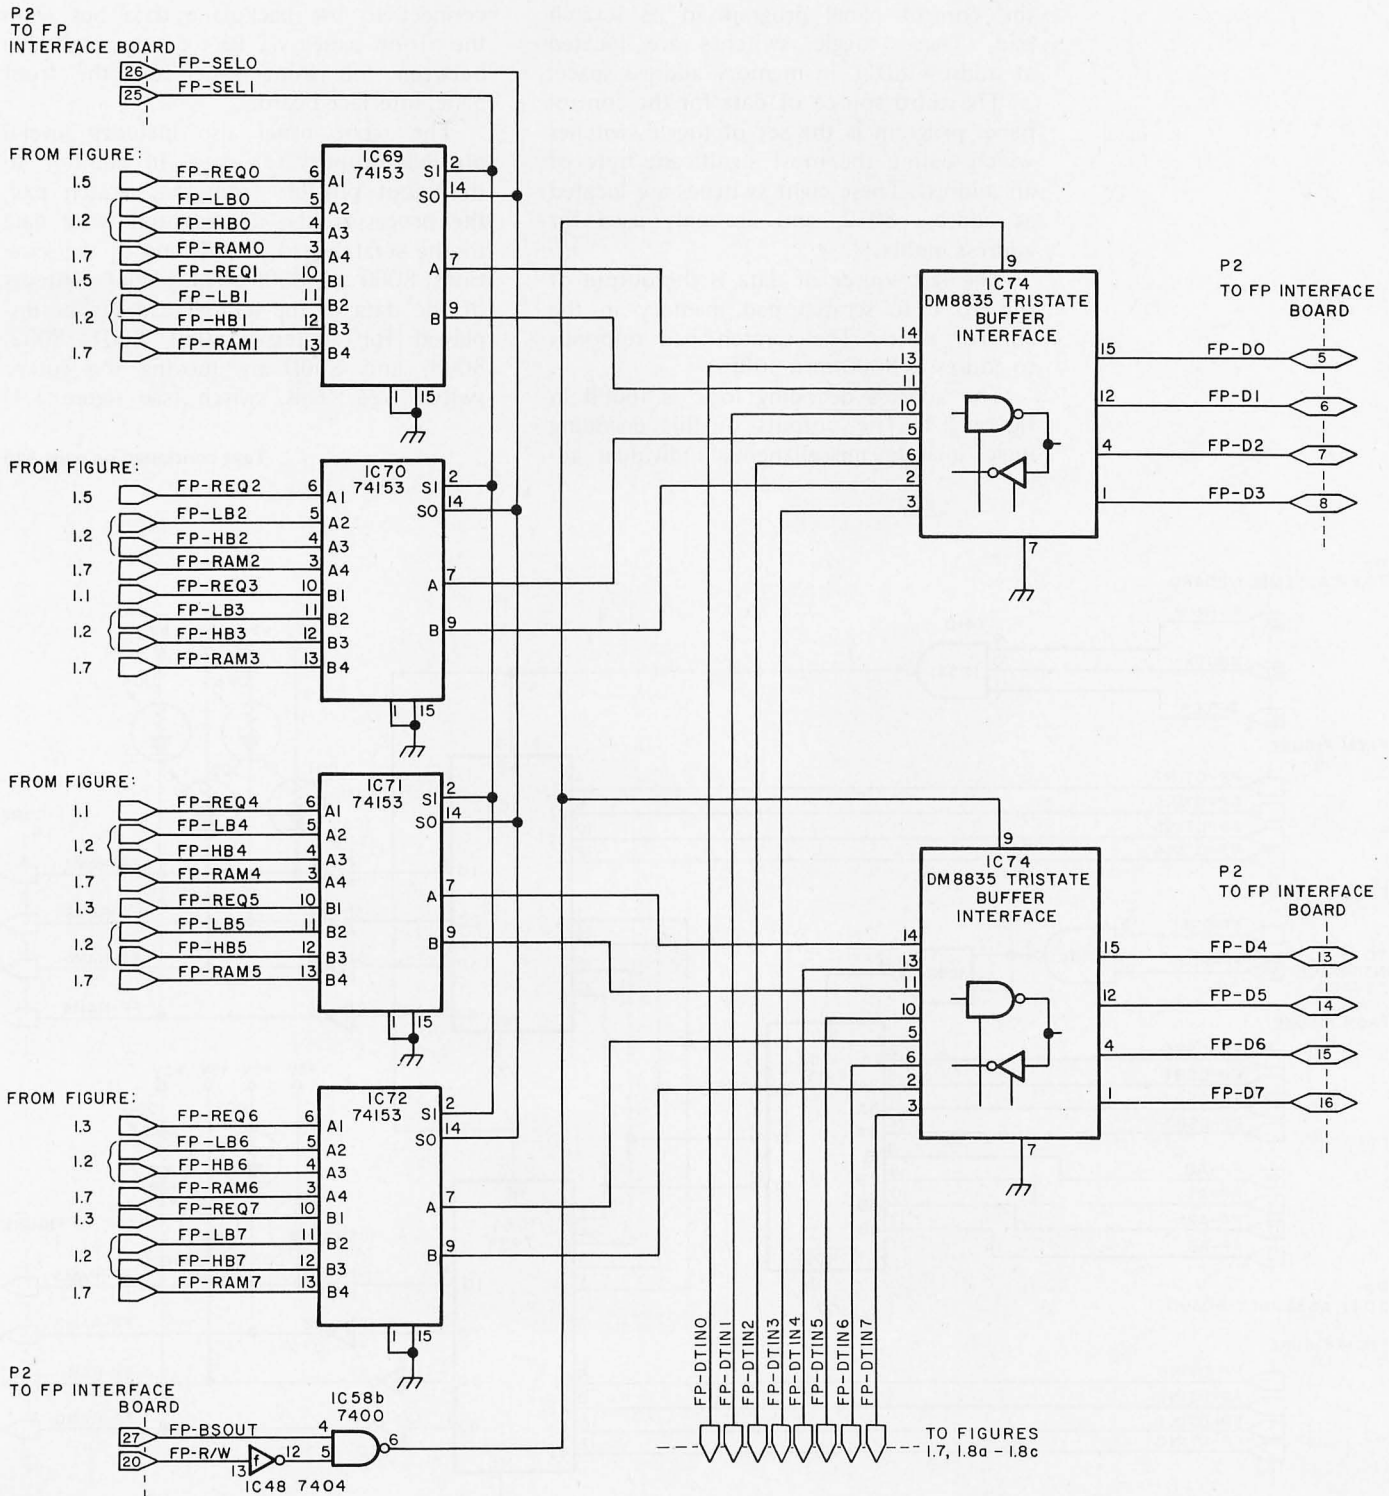 P2
TO FP
INTERFACE BOARD
26 FP-SEL0
25 FP-SEL1
FROM FIGURE:
IC69
74153
1.5 FP-REQ0 6 A1 S1 2
1.2 FP-LB0 5 A2 S0 14
FP-HB0 4 A3
1.7 FP-RAM0 3 A4
1.5 FP-REQ1 10 B1 A 7
1.2 FP-LB1 11 B2
FP-HB1 12 B3 B 9
1.7 FP-RAM1 13 B4
1 15
9
IC74
DM8835 TRISTATE
BUFFER
INTERFACE
14
13
11
10
5
6
2
3
7
P2
TO FP INTERFACE
BOARD
15 FP-D0 5
12 FP-D1 6
4 FP-D2 7
1 FP-D3 8
FROM FIGURE:
IC70
74153
1.5 FP-REQ2 6 A1 S1 2
1.2 FP-LB2 5 A2 S0 14
FP-HB2 4 A3
1.7 FP-RAM2 3 A4
1.1 FP-REQ3 10 B1 A 7
1.2 FP-LB3 11 B2
FP-HB3 12 B3 B 9
1.7 FP-RAM3 13 B4
1 15
FROM FIGURE:
IC71
74153
1.1 FP-REQ4 6 A1 S1 2
1.2 FP-LB4 5 A2 S0 14
FP-HB4 4 A3
1.7 FP-RAM4 3 A4
1.3 FP-REQ5 10 B1 A 7
1.2 FP-LB5 11 B2
FP-HB5 12 B3 B 9
1.7 FP-RAM5 13 B4
1 15
9
IC74
DM8835 TRISTATE
BUFFER
INTERFACE
14
13
11
10
5
6
2
3
7
P2
TO FP INTERFACE
BOARD
15 FP-D4 13
12 FP-D5 14
4 FP-D6 15
1 FP-D7 16
FROM FIGURE:
IC72
74153
1.3 FP-REQ6 6 A1 S1 2
1.2 FP-LB6 5 A2 S0 14
FP-HB6 4 A3
1.7 FP-RAM6 3 A4
1.3 FP-REQ7 10 B1 A 7
1.2 FP-LB7 11 B2
FP-HB7 12 B3 B 9
1.7 FP-RAM7 13 B4
1 15
P2
TO FP INTERFACE
BOARD
27 FP-BSOUT 4
20 FP-R/W 13 f 12 5
IC58b
7400
6
IC48 7404
FP-DTIN0
FP-DTIN1
FP-DTIN2
FP-DTIN3
FP-DTIN4
FP-DTIN5
FP-DTIN6
FP-DTIN7
TO FIGURES
1.7, 1.8a - 1.8c